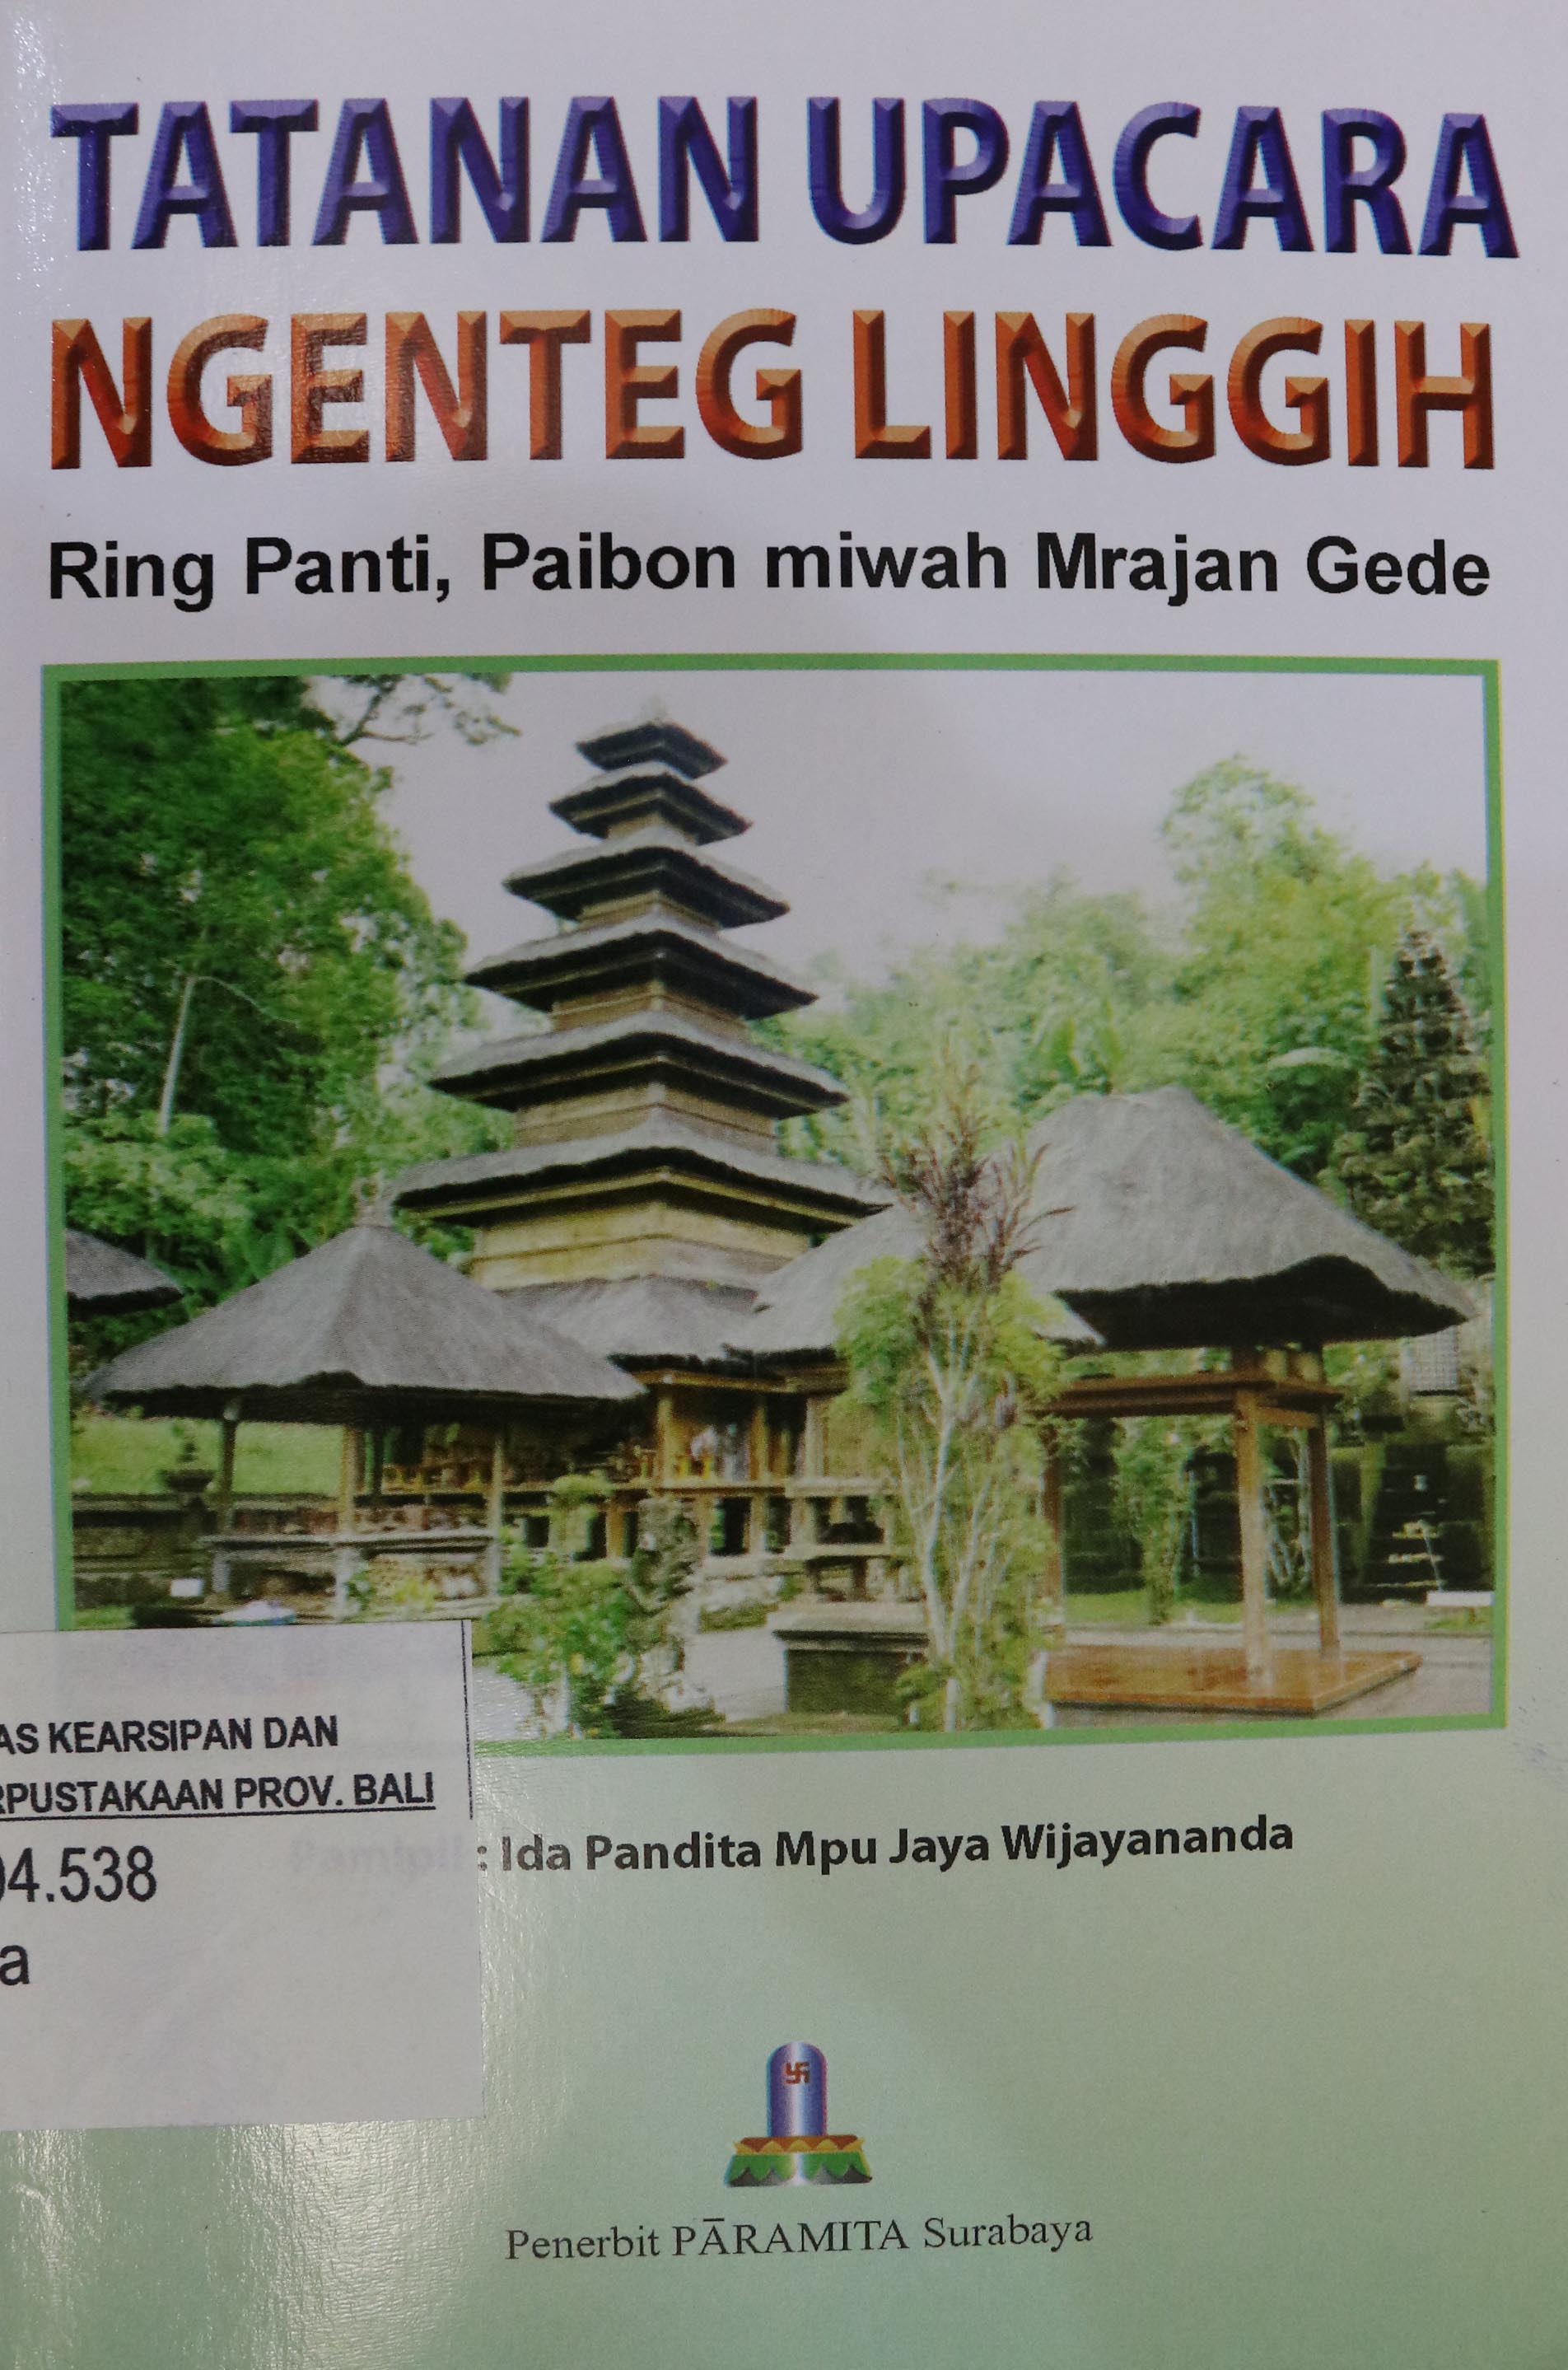 TATANAN UPACARA
NGENTEG LINGGIH
Ring Panti, Paibon miwah Mrajan Gede
AS KEARSIPAN DAN
RPUSTAKAAN PROV. BALI
04.538
a
: Ida Pandita Mpu Jaya Wijayananda
Penerbit PĀRAMITA Surabaya